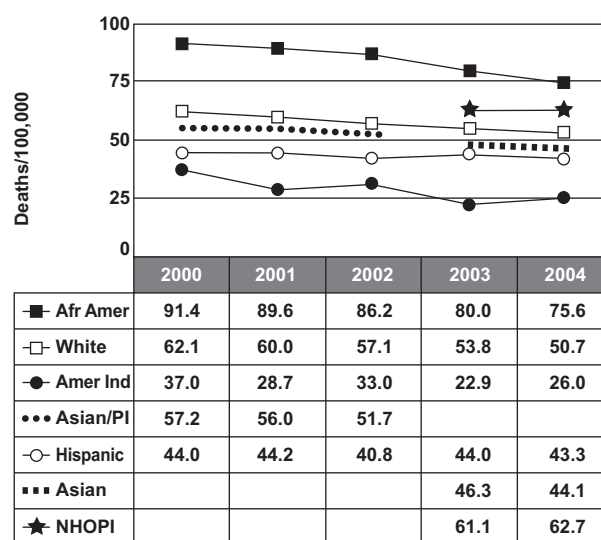 100
75
50
25
0
Deaths/100,000
2000 2001 2002 2003 2004
Afr Amer 91.4 89.6 86.2 80.0 75.6
White 62.1 60.0 57.1 53.8 50.7
Amer Ind 37.0 28.7 33.0 22.9 26.0
Asian/PI 57.2 56.0 51.7
Hispanic 44.0 44.2 40.8 44.0 43.3
Asian 46.3 44.1
NHOPI 61.1 62.7